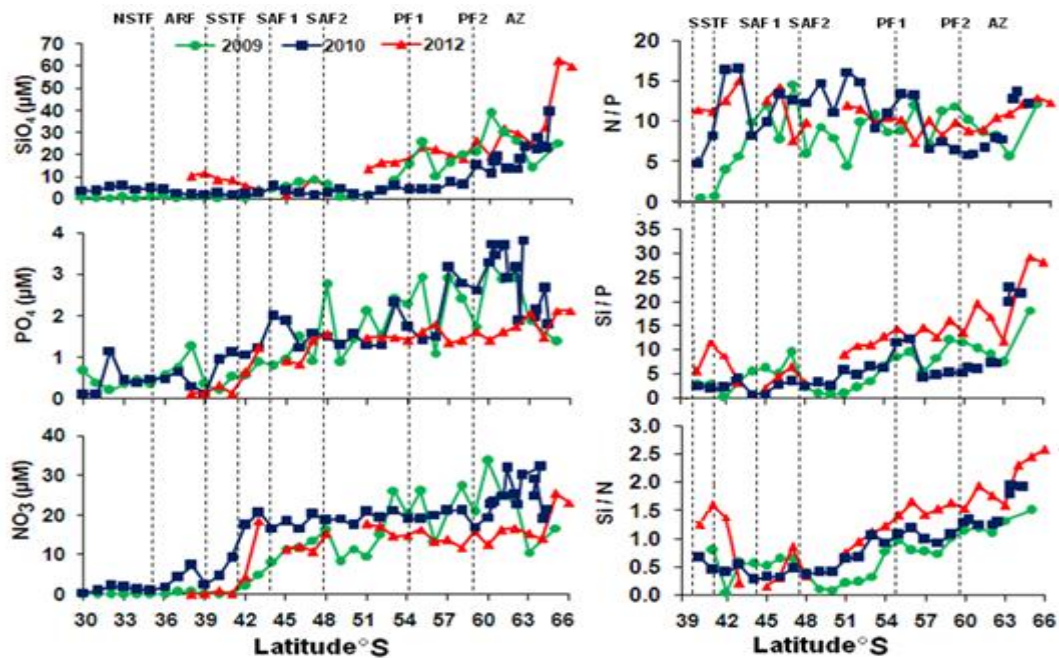 NSTF ARF SSTF SAF1 SAF2 PF1 PF2 AZ
2009 2010 2012
SiO4 (µM)
70
60
50
40
30
20
10
0
PO4 (µM)
4
3
2
1
0
NO3 (µM)
40
30
20
10
0
30 33 36 39 42 45 48 51 54 57 60 63 66
Latitude°S
SSTF SAF1 SAF2 PF1 PF2 AZ
N / P
20
15
10
5
0
Si / P
35
30
25
20
15
10
5
0
Si / N
3.0
2.5
2.0
1.5
1.0
0.5
0.0
39 42 45 48 51 54 57 60 63 66
Latitude°S